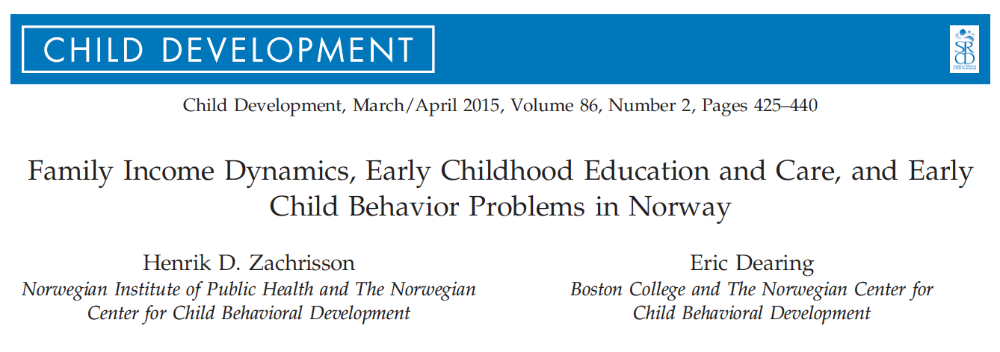 CHILD DEVELOPMENT
SRCD
Child Development, March/April 2015, Volume 86, Number 2, Pages 425–440
Family Income Dynamics, Early Childhood Education and Care, and Early
Child Behavior Problems in Norway
Henrik D. Zachrisson
Norwegian Institute of Public Health and The Norwegian
Center for Child Behavioral Development
Eric Dearing
Boston College and The Norwegian Center for
Child Behavioral Development